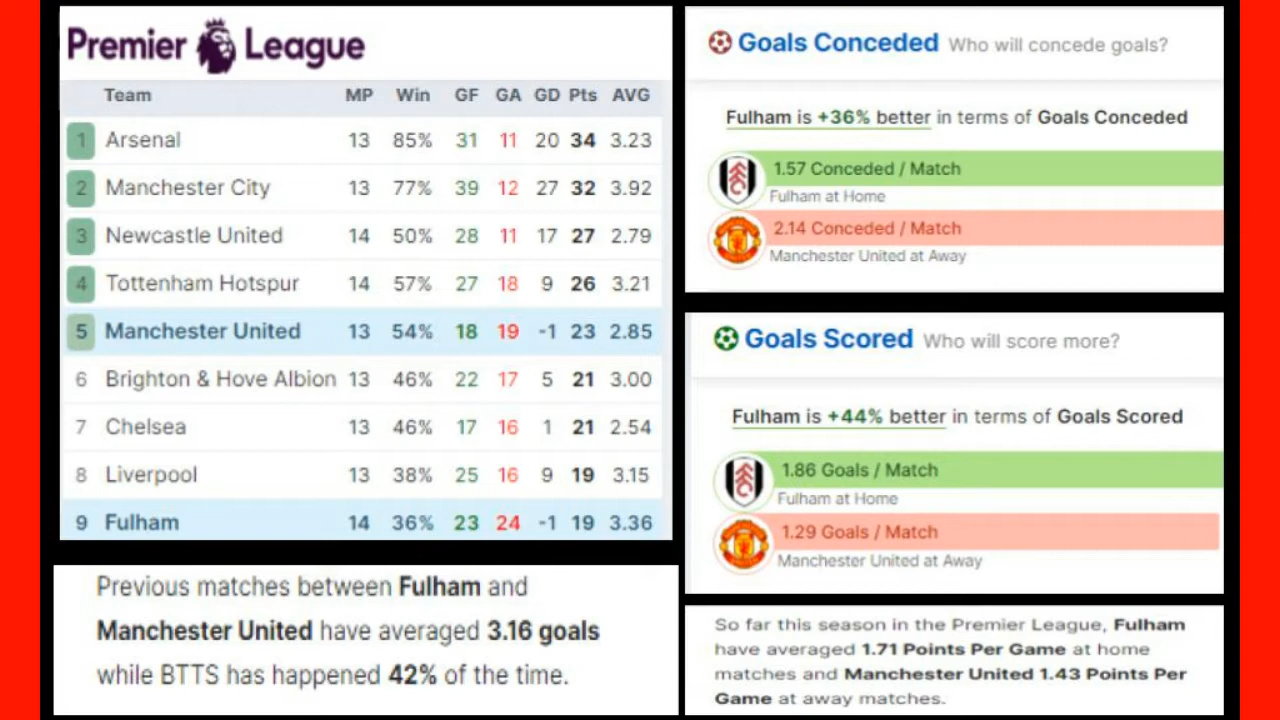 Premier League
Team MP Win GF GA GD Pts AVG
1 Arsenal 13 85% 31 11 20 34 3.23
2 Manchester City 13 77% 39 12 27 32 3.92
3 Newcastle United 14 50% 28 11 17 27 2.79
4 Tottenham Hotspur 14 57% 27 18 9 26 3.21
5 Manchester United 13 54% 18 19 -1 23 2.85
6 Brighton & Hove Albion 13 46% 22 17 5 21 3.00
7 Chelsea 13 46% 17 16 1 21 2.54
8 Liverpool 13 38% 25 16 9 19 3.15
9 Fulham 14 36% 23 24 -1 19 3.36
Previous matches between Fulham and
Manchester United have averaged 3.16 goals
while BTTS has happened 42% of the time.
Goals Conceded Who will concede goals?
Fulham is +36% better in terms of Goals Conceded
1.57 Conceded / Match
Fulham at Home
2.14 Conceded / Match
Manchester United at Away
Goals Scored Who will score more?
Fulham is +44% better in terms of Goals Scored
1.86 Goals / Match
Fulham at Home
1.29 Goals / Match
Manchester United at Away
So far this season in the Premier League, Fulham
have averaged 1.71 Points Per Game at home
matches and Manchester United 1.43 Points Per
Game at away matches.